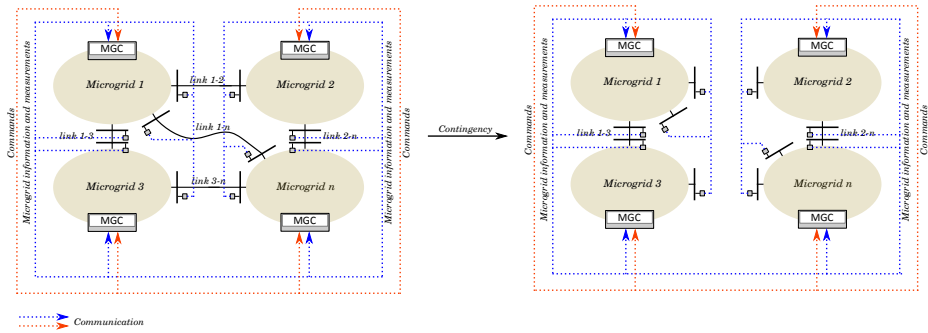 MGC
MGC
Microgrid 1
Microgrid 2
link 1-2
link 1-n
link 1-3
link 2-n
Microgrid 3
Microgrid n
link 3-n
MGC
MGC
Commands
Microgrid information and measurements
Microgrid information and measurements
Commands
Contingency
MGC
MGC
Microgrid 1
Microgrid 2
link 1-3
link 2-n
Microgrid 3
Microgrid n
MGC
MGC
Commands
Microgrid information and measurements
Microgrid information and measurements
Commands
Communication